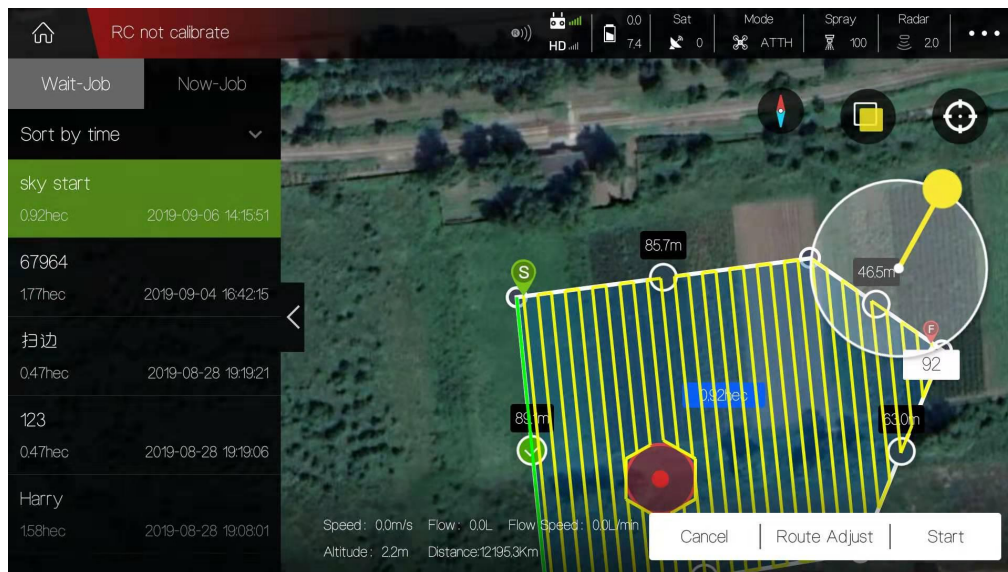 RC not calibrate
HD
0.0
7.4
Sat
0
Mode
ATTH
Spray
100
Radar
2.0
Wait-Job
Now-Job
Sort by time
sky start
0.92hec 2019-09-06 14:15:51
67964
1.77hec 2019-09-04 16:42:15
扫边
0.47hec 2019-08-28 19:19:21
123
0.47hec 2019-08-28 19:19:06
Harry
1.58hec 2019-08-28 19:08:01
S
85.7m
46.5m
F
92
0.92hec
89.1m
63.0m
Speed: 0.0m/s Flow: 0.0L Flow Speed: 0.0L/min
Altitude: 2.2m Distance:12195.3Km
Cancel
Route Adjust
Start